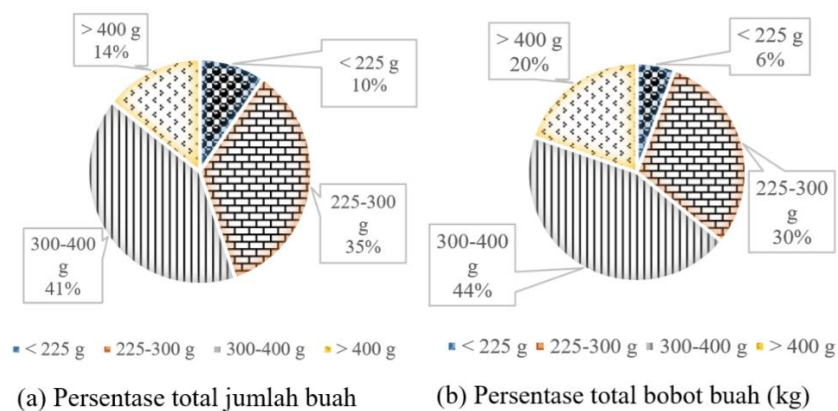 > 400 g
14%
< 225 g
10%
225-300
g
35%
300-400
g
41%
< 225 g 225-300 g 300-400 g > 400 g
(a) Persentase total jumlah buah
> 400 g
20%
< 225 g
6%
225-300
g
30%
300-400
g
44%
< 225 g 225-300 g 300-400 g > 400 g
(b) Persentase total bobot buah (kg)